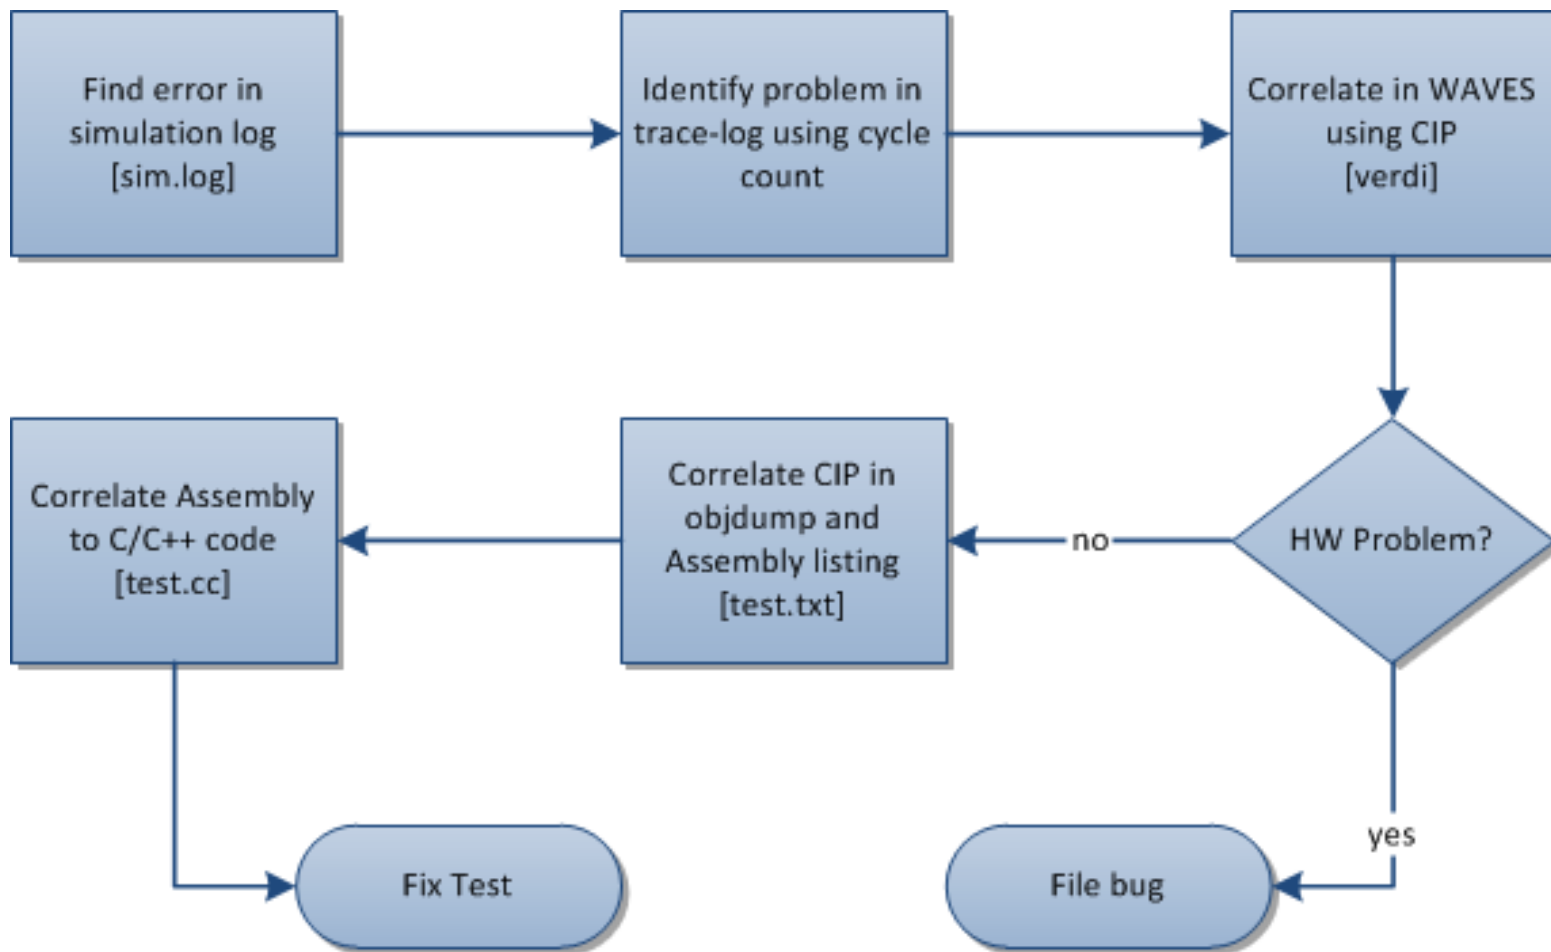 Find error in
simulation log
[sim.log]
Identify problem in
trace-log using cycle
count
Correlate in WAVES
using CIP
[verdi]
HW Problem?
no
Correlate CIP in
objdump and
Assembly listing
[test.txt]
Correlate Assembly
to C/C++ code
[test.cc]
Fix Test
yes
File bug